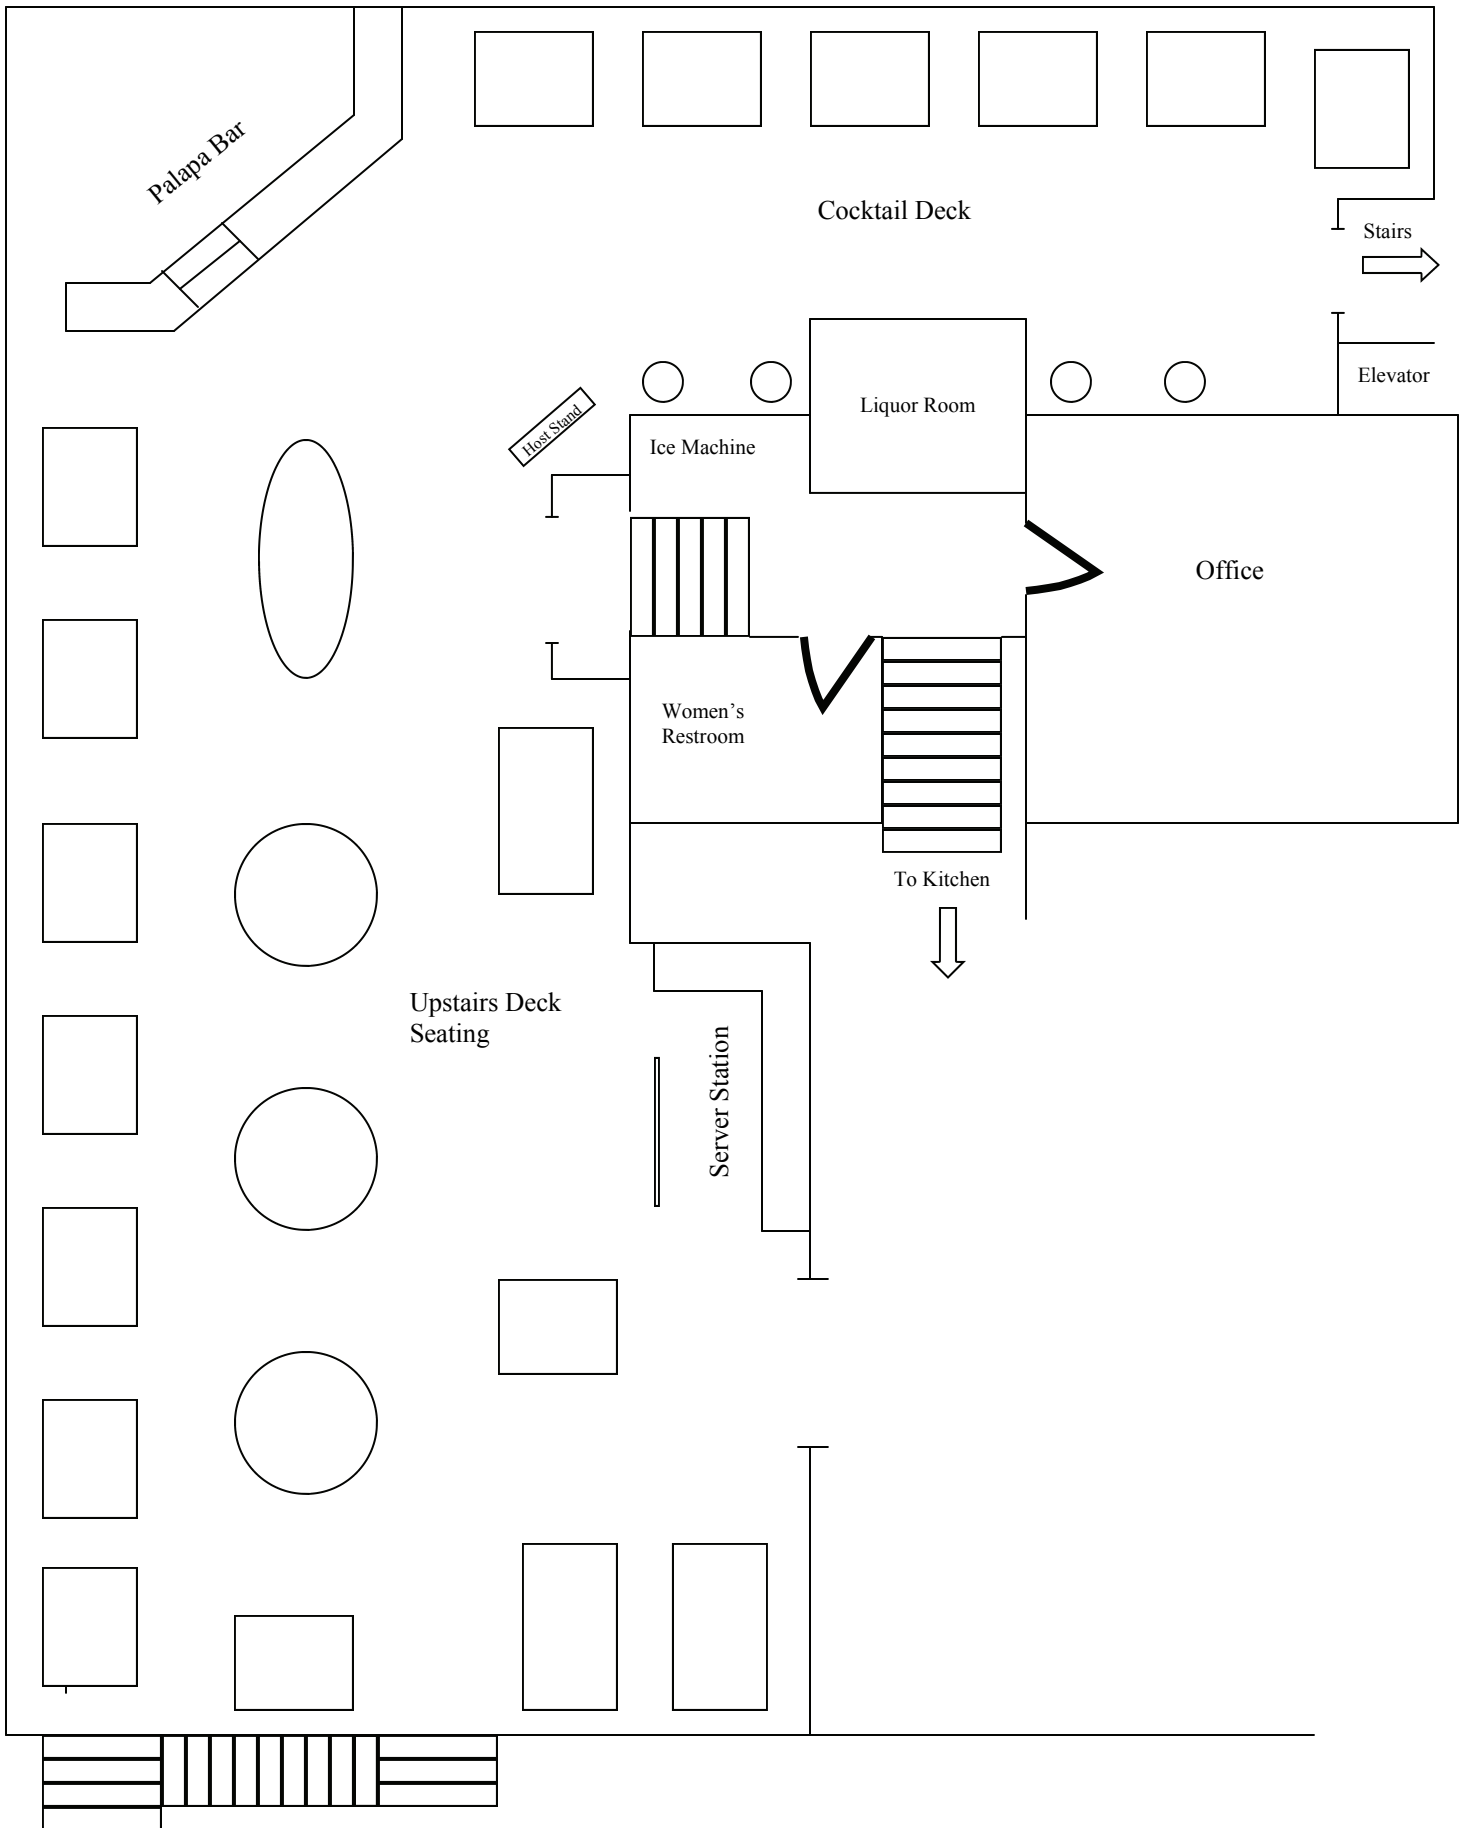 Palapa Bar
Cocktail Deck
Stairs
Elevator
Liquor Room
Host Stand
Ice Machine
Office
Women’s
Restroom
To Kitchen
Upstairs Deck
Seating
Server Station